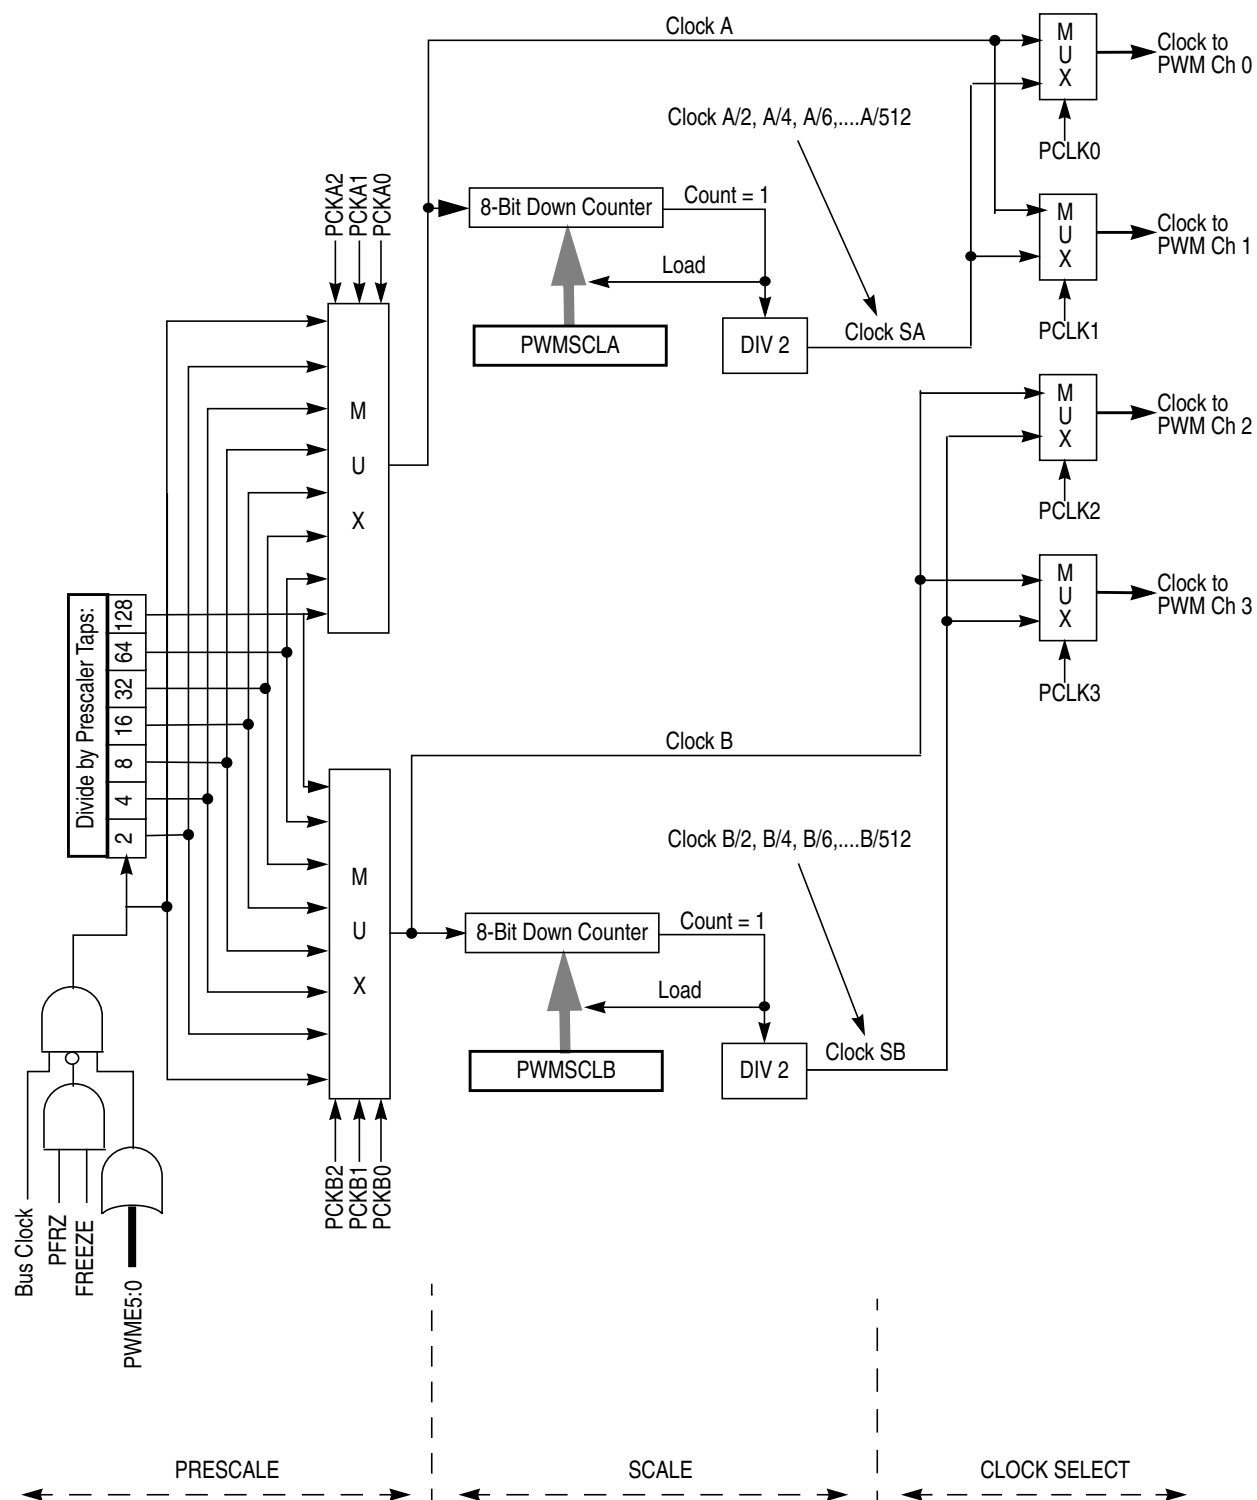 Clock A
M
U
X
Clock to
PWM Ch 0
PCLK0
Clock A/2, A/4, A/6,....A/512
PCKA2
PCKA1
PCKA0
8-Bit Down Counter
Count = 1
M
U
X
Clock to
PWM Ch 1
PCLK1
Load
PWMSCLA
DIV 2
Clock SA
M
U
X
M
U
X
Clock to
PWM Ch 2
PCLK2
M
U
X
Clock to
PWM Ch 3
PCLK3
Divide by Prescaler Taps:
128
64
32
16
8
4
2
Clock B
Clock B/2, B/4, B/6,....B/512
M
U
X
8-Bit Down Counter
Count = 1
Load
PWMSCLB
DIV 2
Clock SB
PCKB2
PCKB1
PCKB0
Bus Clock
PFRZ
FREEZE
PWME5:0
PRESCALE
SCALE
CLOCK SELECT